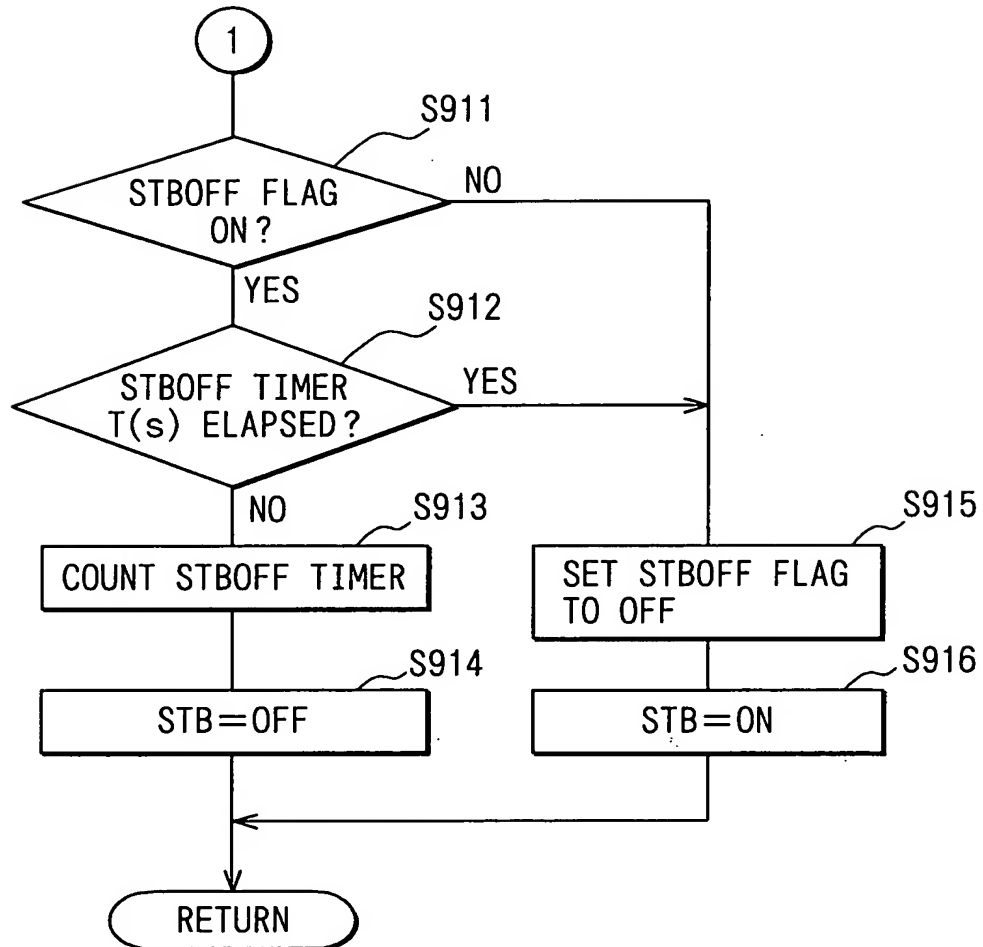 1
S911
STBOFF FLAG
ON?
NO
YES
S912
STBOFF TIMER
T(s) ELAPSED?
YES
NO
S913
COUNT STBOFF TIMER
S915
SET STBOFF FLAG
TO OFF
S914
STB=OFF
S916
STB=ON
RETURN